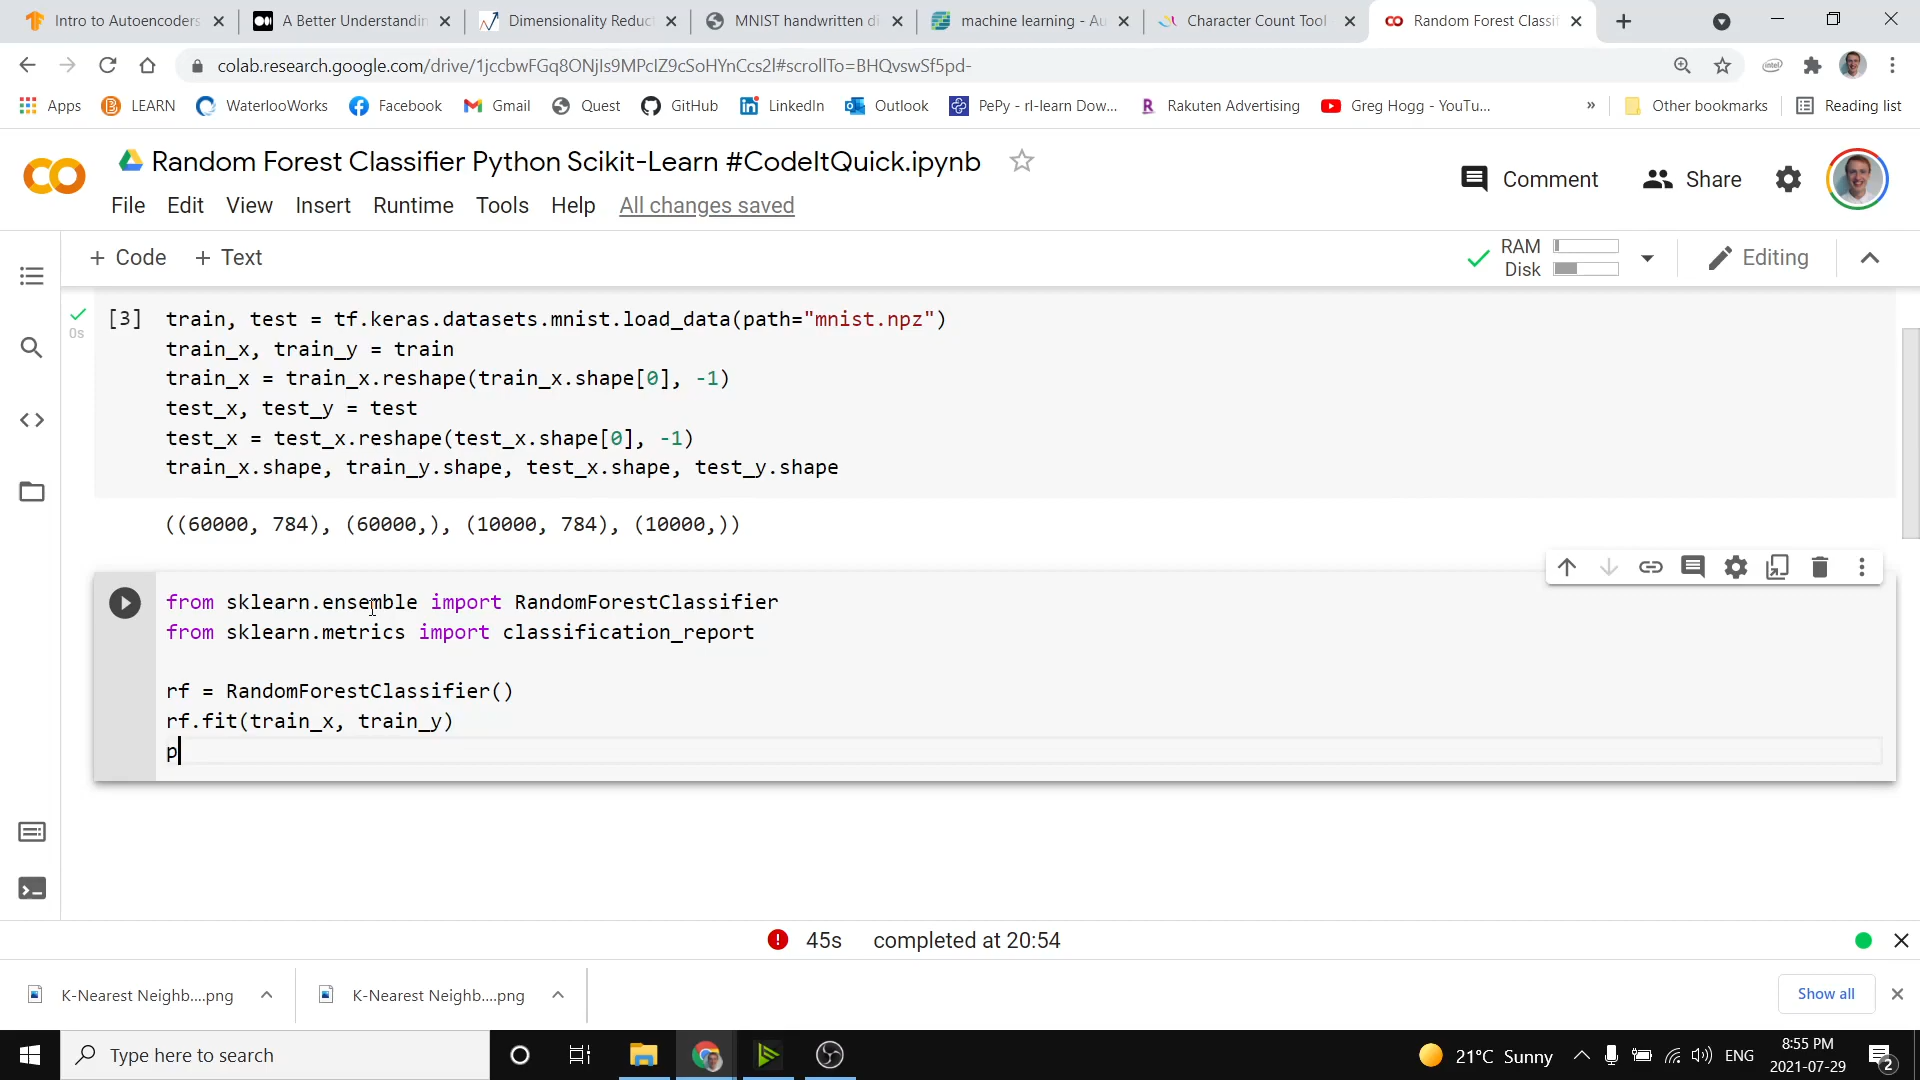 Intro to Autoencoders
A Better Understandin
Dimensionality Reduc
MNIST handwritten di
machine learning - Au
Character Count Tool
Random Forest Classif
colab.research.google.com/drive/1jccbwFGq8ONjIs9MPcIZ9cSoHYnCcs2l#scrollTo=BHQvswSf5pd-
Apps
LEARN
WaterlooWorks
Facebook
Gmail
Quest
GitHub
LinkedIn
Outlook
PePy - rl-learn Dow...
Rakuten Advertising
Greg Hogg - YouTu...
»
Other bookmarks
Reading list
Random Forest Classifier Python Scikit-Learn #CodeItQuick.ipynb
Comment
Share
File Edit View Insert Runtime Tools Help All changes saved
+ Code + Text
RAM
Disk
Editing
0s
[3] train, test = tf.keras.datasets.mnist.load_data(path="mnist.npz")
train_x, train_y = train
train_x = train_x.reshape(train_x.shape[0], -1)
test_x, test_y = test
test_x = test_x.reshape(test_x.shape[0], -1)
train_x.shape, train_y.shape, test_x.shape, test_y.shape
((60000, 784), (60000,), (10000, 784), (10000,))
from sklearn.ensemble import RandomForestClassifier
from sklearn.metrics import classification_report
rf = RandomForestClassifier()
rf.fit(train_x, train_y)
p
45s completed at 20:54
K-Nearest Neighb....png
K-Nearest Neighb....png
Show all
Type here to search
21°C Sunny
ENG
8:55 PM
2021-07-29
2